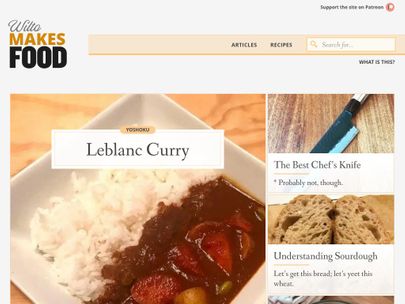 Support the site on Patreon
Wilto
MAKES
FOOD
ARTICLES RECIPES Search for...
WHAT IS THIS?
YOSHOKU
Leblanc Curry
The Best Chef's Knife
* Probably not, though.
Understanding Sourdough
Let's get this bread; let's yeet this
wheat.